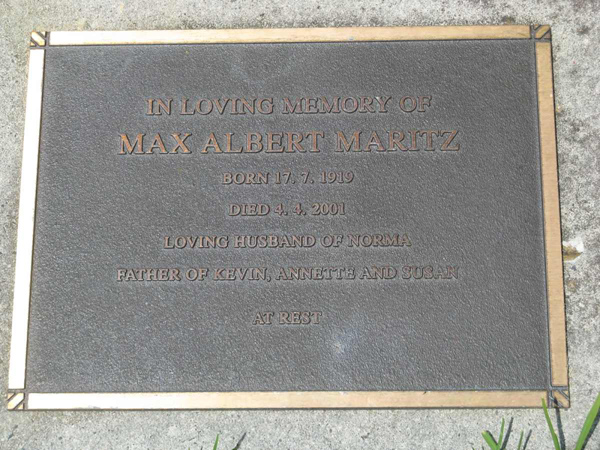 IN LOVING MEMORY OF
MAX ALBERT MARITZ
BORN 17. 7. 1919
DIED 4. 4. 2001
LOVING HUSBAND OF NORMA
FATHER OF KEVIN, ANNETTE AND SUSAN
AT REST